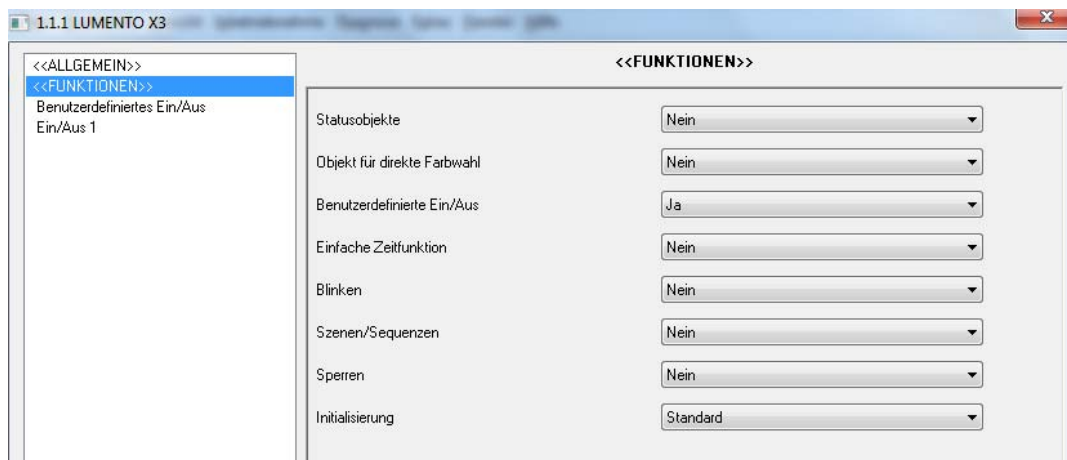 1.1.1 LUMENTO X3
<<ALLGEMEIN>>
<<FUNKTIONEN>>
Benutzerdefiniertes Ein/Aus
Ein/Aus 1
<<FUNKTIONEN>>
Statusobjekte Nein
Objekt für direkte Farbwahl Nein
Benutzerdefinierte Ein/Aus Ja
Einfache Zeitfunktion Nein
Blinken Nein
Szenen/Sequenzen Nein
Sperren Nein
Initialisierung Standard